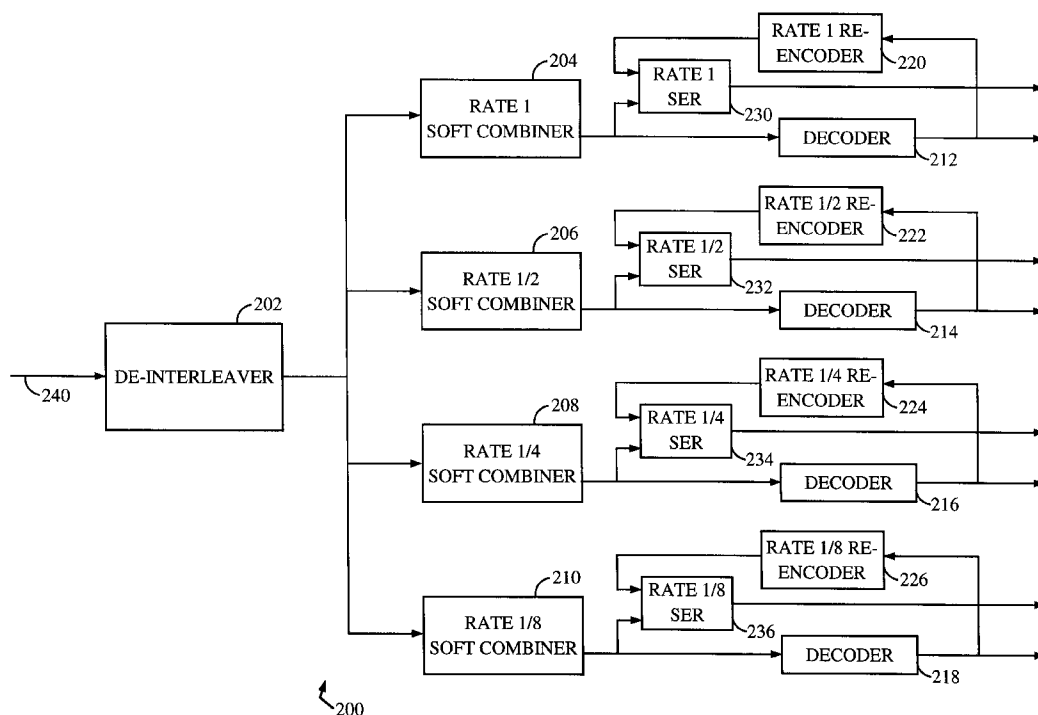 RATE 1 RE-
ENCODER
220
204
RATE 1
SER
230
RATE 1
SOFT COMBINER
DECODER
212
RATE 1/2 RE-
ENCODER
222
206
RATE 1/2
SER
232
RATE 1/2
SOFT COMBINER
DECODER
214
202
DE-INTERLEAVER
240
RATE 1/4 RE-
ENCODER
224
208
RATE 1/4
SER
234
RATE 1/4
SOFT COMBINER
DECODER
216
RATE 1/8 RE-
ENCODER
226
210
RATE 1/8
SER
236
RATE 1/8
SOFT COMBINER
DECODER
218
200